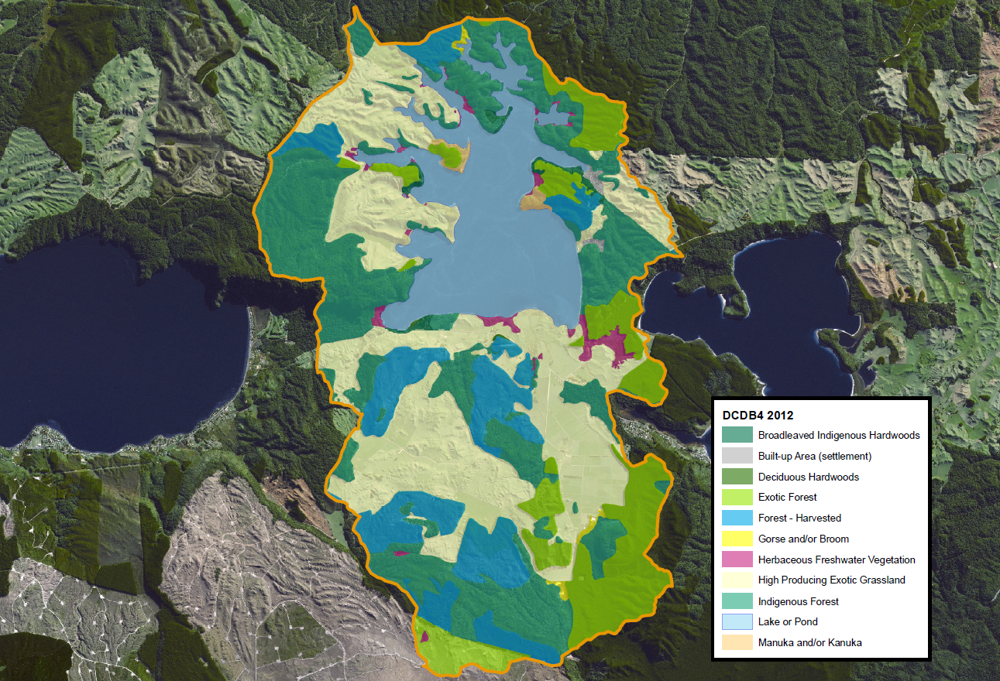 DCDB4 2012
Broadleaved Indigenous Hardwoods
Built-up Area (settlement)
Deciduous Hardwoods
Exotic Forest
Forest - Harvested
Gorse and/or Broom
Herbaceous Freshwater Vegetation
High Producing Exotic Grassland
Indigenous Forest
Lake or Pond
Manuka and/or Kanuka